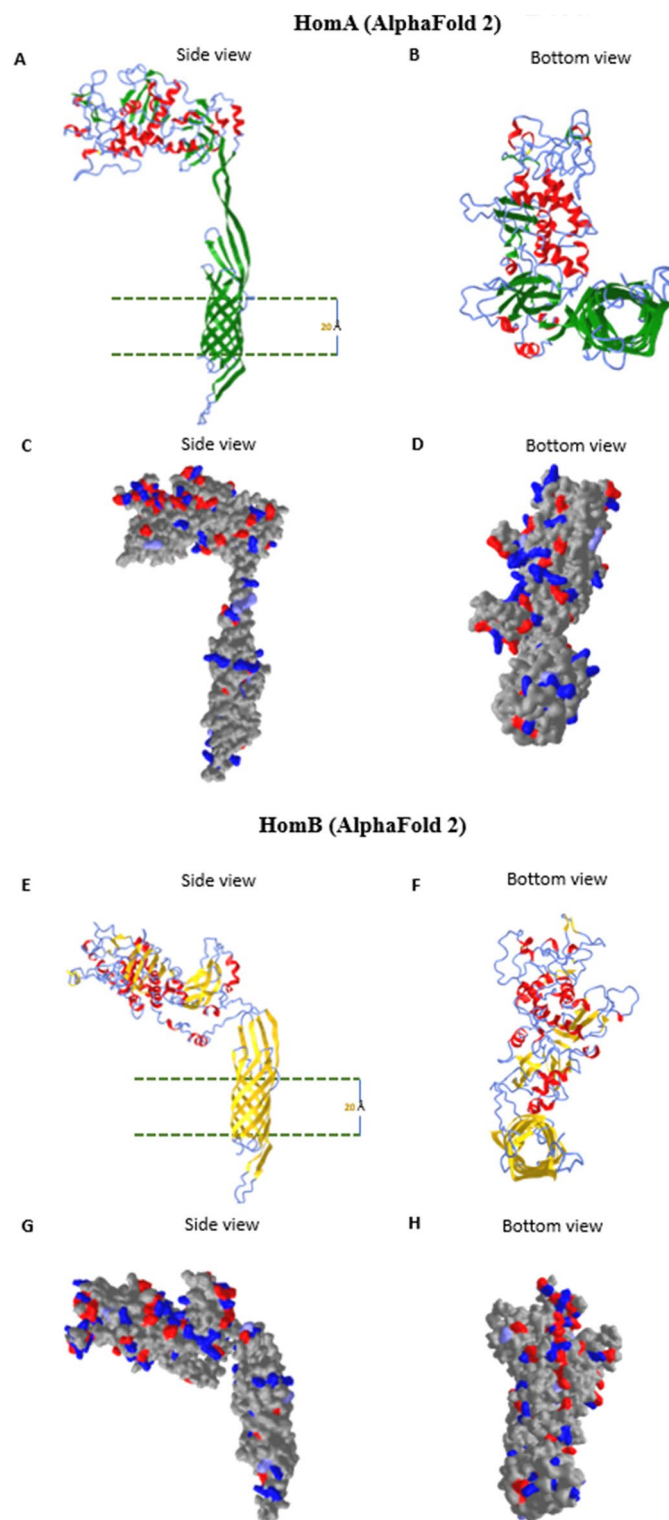 HomA (AlphaFold 2)
A Side view B Bottom view
20 Å
C Side view D Bottom view
HomB (AlphaFold 2)
E Side view F Bottom view
20 Å
G Side view H Bottom view